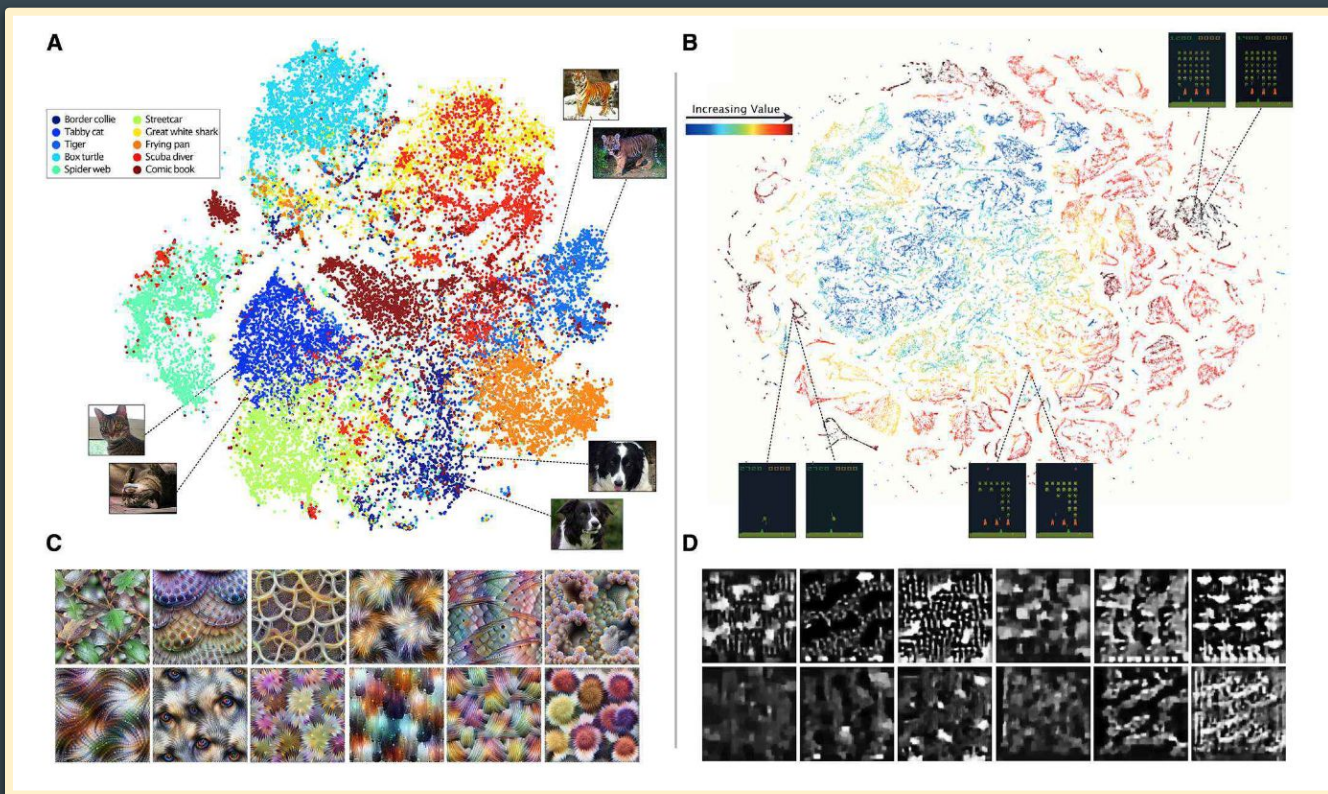 A
B
Border collie
Tabby cat
Tiger
Box turtle
Spider web
Streetcar
Great white shark
Frying pan
Scuba diver
Comic book
Increasing Value
C
D